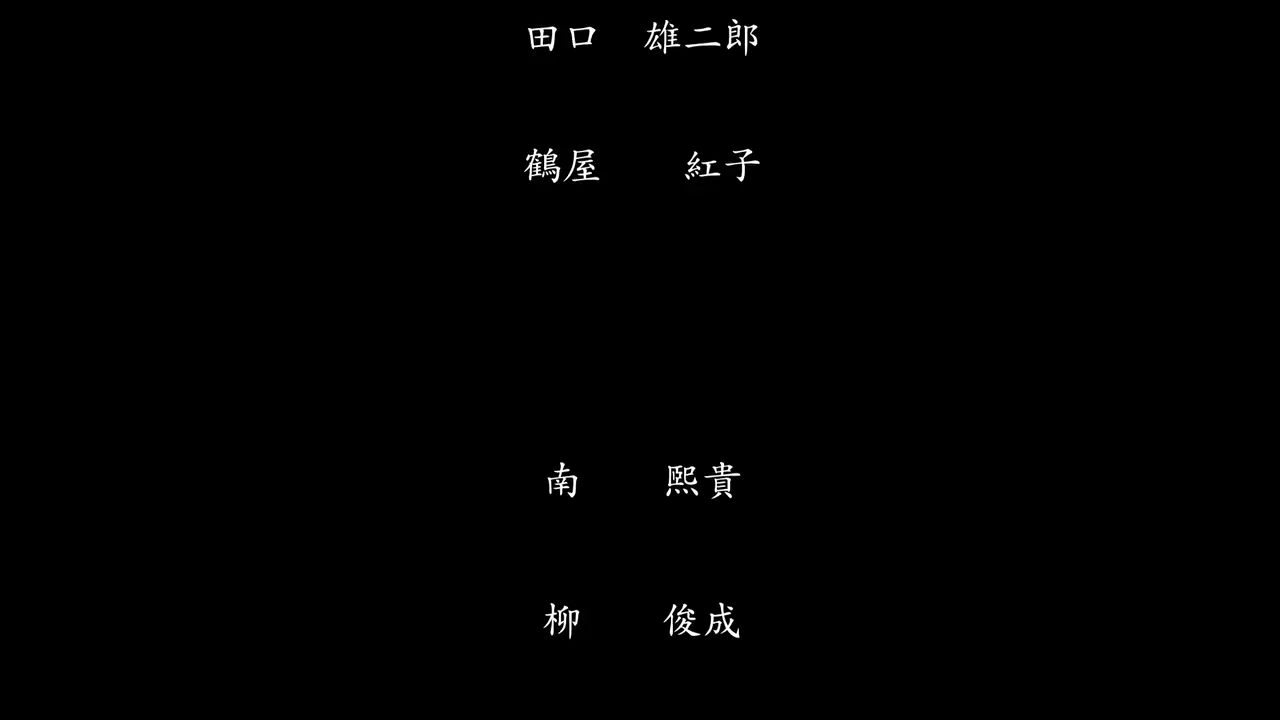 田口　雄二郎
鶴屋　　紅子
南　　熙貴
柳　　俊成